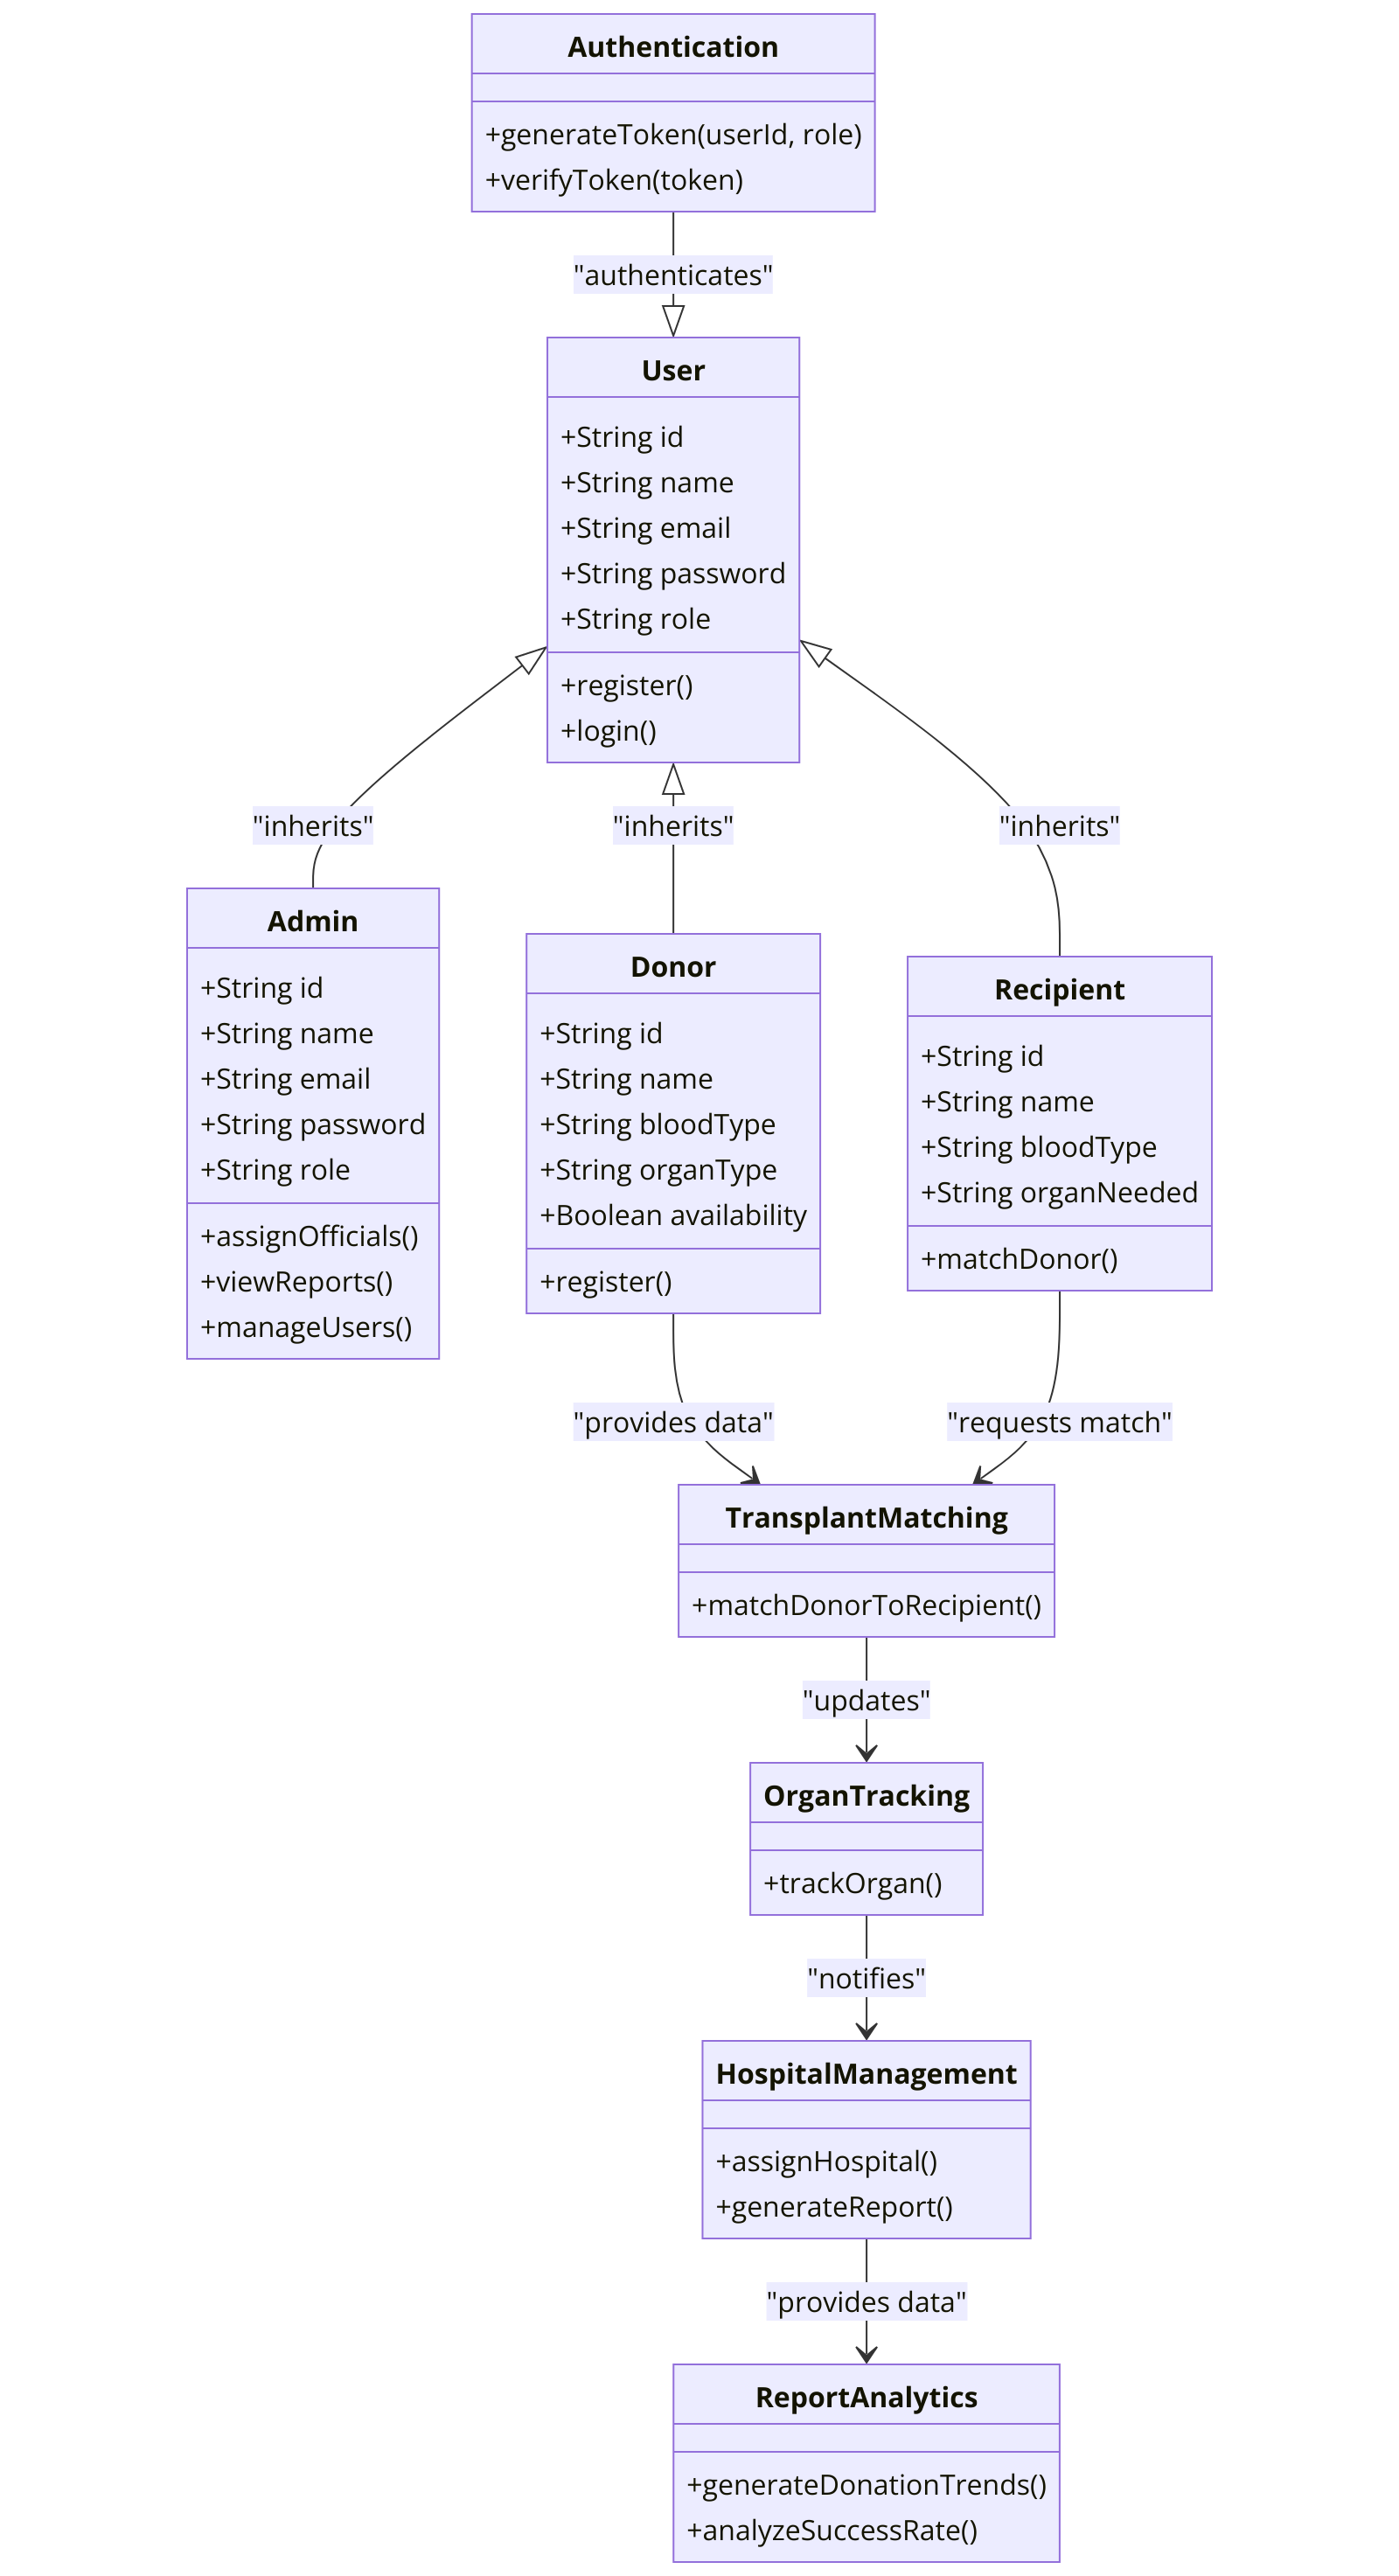 Authentication
+generateToken(userId, role)
+verifyToken(token)
"authenticates"
User
+String id
+String name
+String email
+String password
+String role
+register()
+login()
"inherits"
"inherits"
"inherits"
Admin
+String id
+String name
+String email
+String password
+String role
+assignOfficials()
+viewReports()
+manageUsers()
Donor
+String id
+String name
+String bloodType
+String organType
+Boolean availability
+register()
Recipient
+String id
+String name
+String bloodType
+String organNeeded
+matchDonor()
"provides data"
"requests match"
TransplantMatching
+matchDonorToRecipient()
"updates"
OrganTracking
+trackOrgan()
"notifies"
HospitalManagement
+assignHospital()
+generateReport()
"provides data"
ReportAnalytics
+generateDonationTrends()
+analyzeSuccessRate()